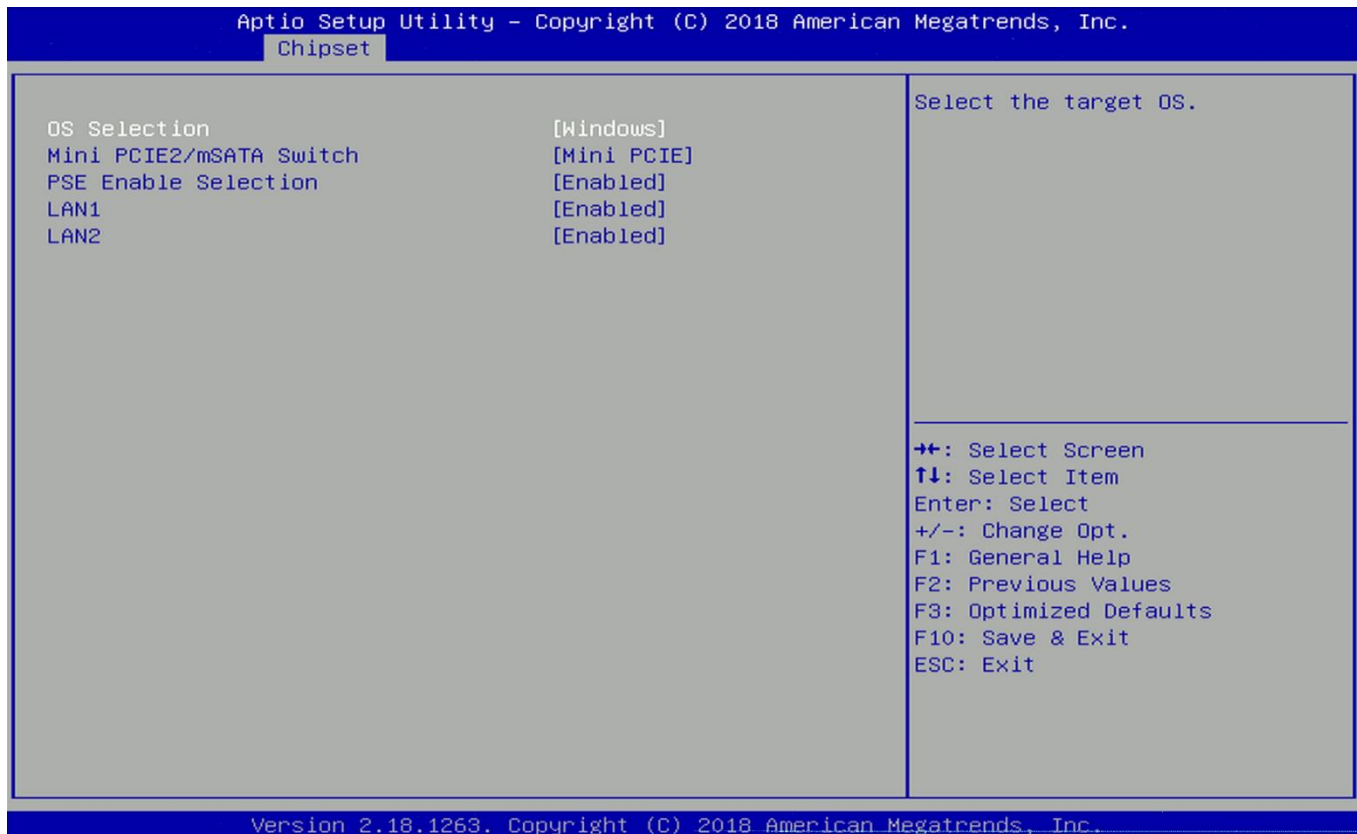 Aptio Setup Utility – Copyright (C) 2018 American Megatrends, Inc.
Chipset
OS Selection [Windows]
Mini PCIE2/mSATA Switch [Mini PCIE]
PSE Enable Selection [Enabled]
LAN1 [Enabled]
LAN2 [Enabled]
Select the target OS.
→←: Select Screen
↑↓: Select Item
Enter: Select
+/-: Change Opt.
F1: General Help
F2: Previous Values
F3: Optimized Defaults
F10: Save & Exit
ESC: Exit
Version 2.18.1263. Copyright (C) 2018 American Megatrends, Inc.